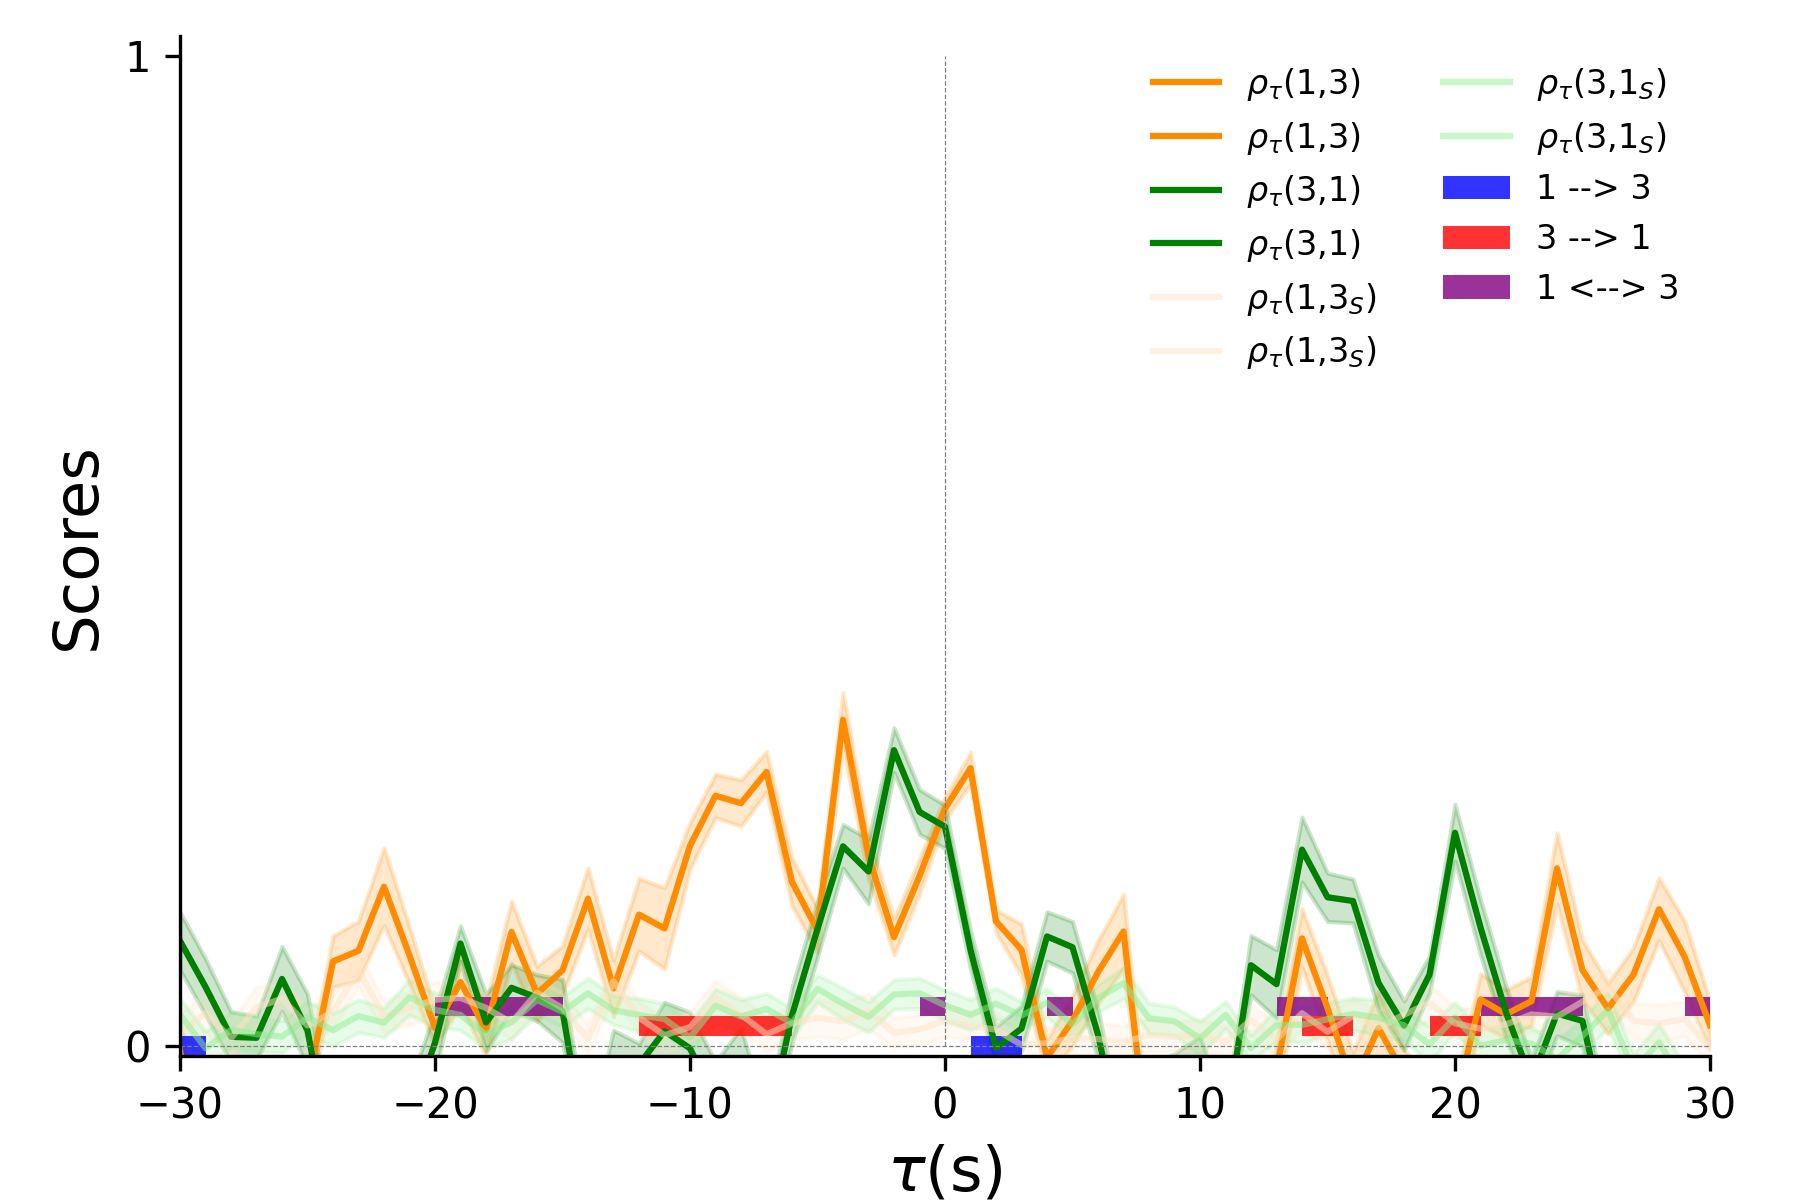 1
ρτ(1,3)
ρτ(1,3)
ρτ(3,1)
ρτ(3,1)
ρτ(1,3S)
ρτ(1,3S)
ρτ(3,1S)
ρτ(3,1S)
1 --> 3
3 --> 1
1 <--> 3
Scores
0
−30 −20 −10 0 10 20 30
τ(s)